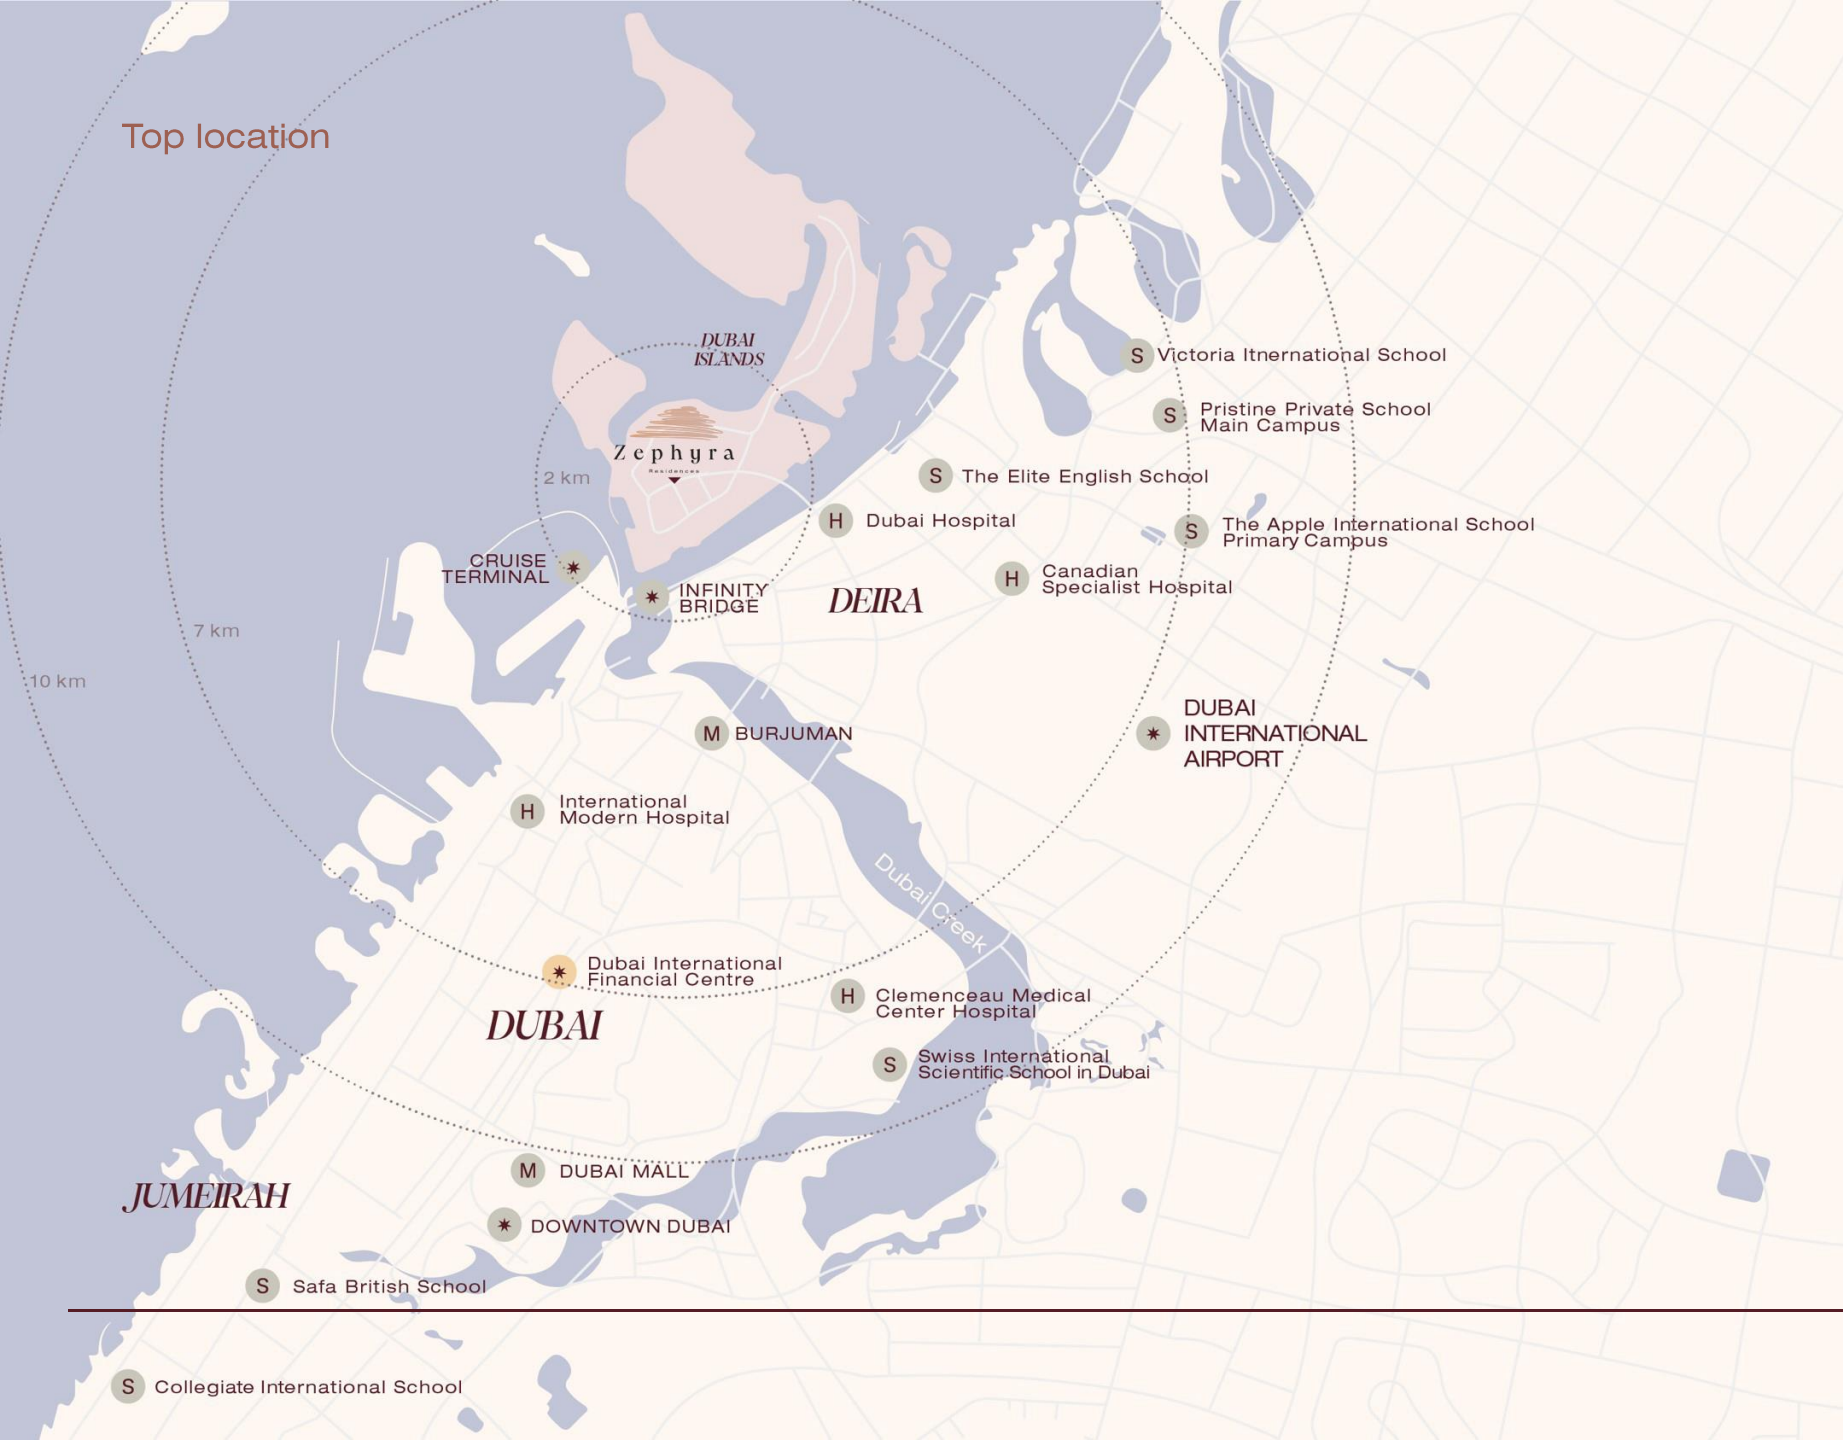 Top location
DUBAI
ISLANDS
Zephyra
Residences
2 km
7 km
10 km
S Victoria Itnernational School
S Pristine Private School
Main Campus
S The Elite English School
H Dubai Hospital
S The Apple International School
Primary Campus
CRUISE
TERMINAL
INFINITY
BRIDGE
H Canadian
Specialist Hospital
DEIRA
DUBAI
INTERNATIONAL
AIRPORT
M BURJUMAN
H International
Modern Hospital
Dubai Creek
Dubai International
Financial Centre
DUBAI
H Clemenceau Medical
Center Hospital
S Swiss International
Scientific School in Dubai
M DUBAI MALL
JUMEIRAH
DOWNTOWN DUBAI
S Safa British School
S Collegiate International School